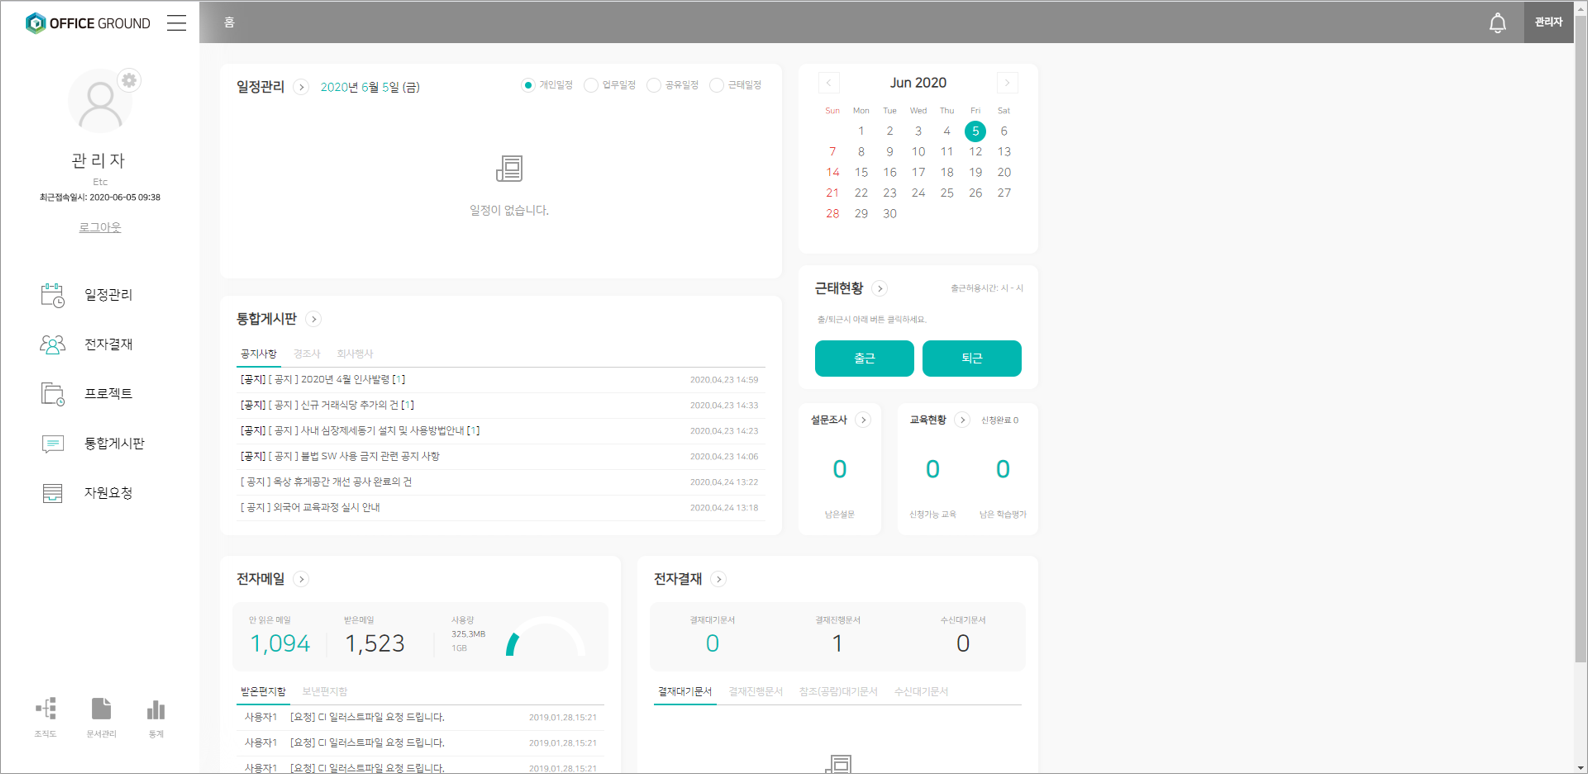 OFFICE GROUND
홈
관리자
관리자
Etc
최근접속일시: 2020-06-05 09:38
로그아웃
일정관리
전자결재
프로젝트
통합게시판
자원요청
조직도
문서관리
통계
일정관리
2020년 6월 5일 (금)
개인일정
업무일정
공유일정
근태일정
일정이 없습니다.
Jun 2020
Sun Mon Tue Wed Thu Fri Sat
1 2 3 4 5 6
7 8 9 10 11 12 13
14 15 16 17 18 19 20
21 22 23 24 25 26 27
28 29 30
통합게시판
공지사항 경조사 회사행사
[공지] [ 공지 ] 2020년 4월 인사발령 [1] 2020.04.23 14:59
[공지] [ 공지 ] 신규 거래식당 추가의 건 [1] 2020.04.23 14:33
[공지] [ 공지 ] 사내 심장제세동기 설치 및 사용방법안내 [1] 2020.04.23 14:23
[공지] [ 공지 ] 불법 SW 사용 금지 관련 공지 사항 2020.04.23 14:06
[ 공지 ] 옥상 휴게공간 개선 공사 완료의 건 2020.04.24 13:22
[ 공지 ] 외국어 교육과정 실시 안내 2020.04.24 13:18
근태현황
출근허용시간: 시 - 시
출/퇴근시 아래 버튼 클릭하세요.
출근 퇴근
설문조사
0
남은설문
교육현황
신청완료 0
0 0
신청가능 교육 남은 학습평가
전자메일
안 읽은 메일 받은메일 사용량
1,094 1,523 325.3MB
1GB
받은편지함 보낸편지함
사용자1 [요청] CI 일러스트파일 요청 드립니다. 2019.01.28.15:21
사용자1 [요청] CI 일러스트파일 요청 드립니다. 2019.01.28.15:21
사용자1 [요청] CI 일러스트파일 요청 드립니다. 2019.01.28.15:21
전자결재
결재대기문서 결재진행문서 수신대기문서
0 1 0
결재대기문서 결재진행문서 참조(공람)대기문서 수신대기문서